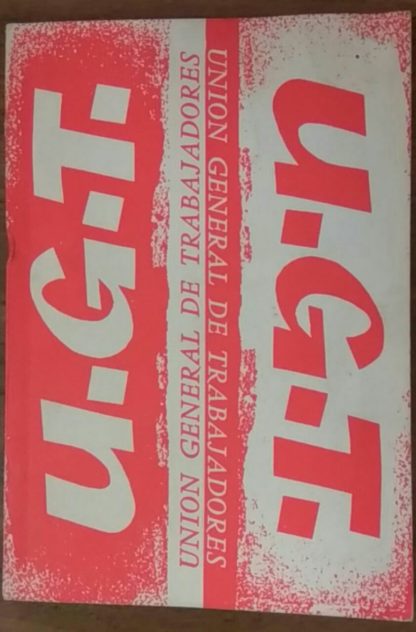 U.G.T.
UNION GENERAL DE TRABAJADORES
UNION GENERAL DE TRABAJADORES
U.G.T.